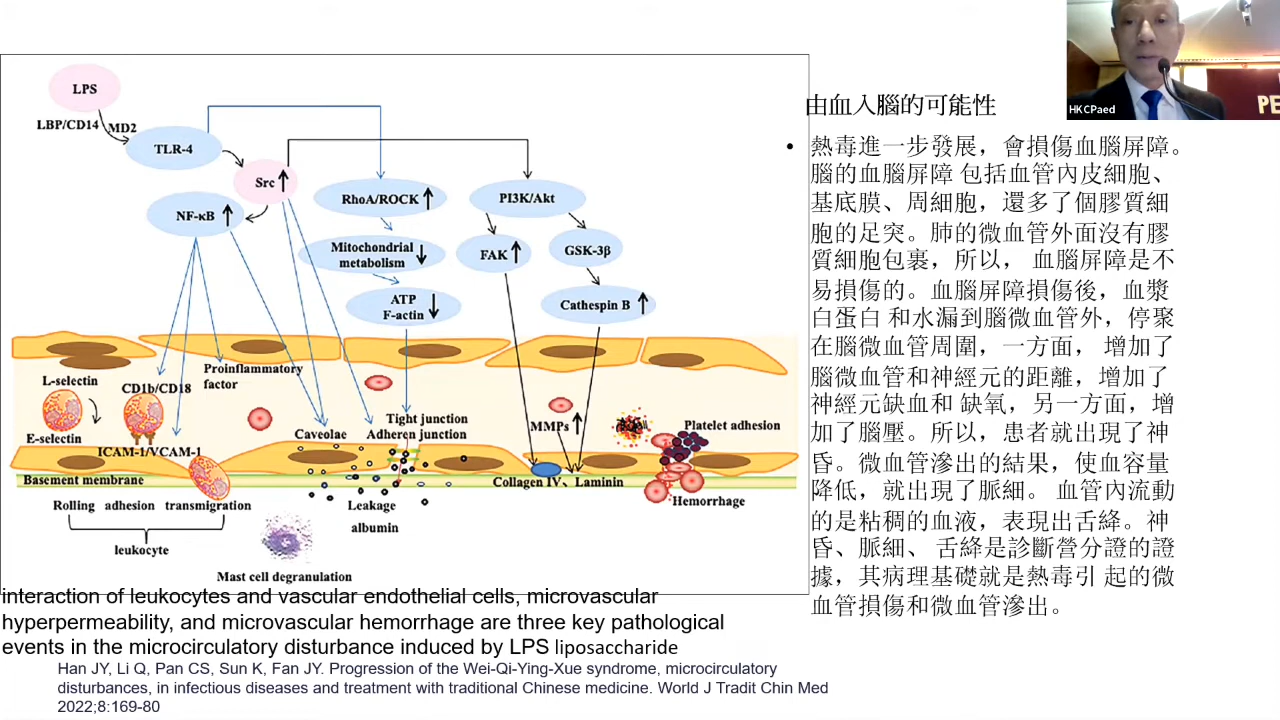 LPS
LBP/CD14
MD2
TLR-4
Src
NF-κB
RhoA/ROCK
PI3K/Akt
Mitochondrial
metabolism
FAK
GSK-3β
ATP
F-actin
Cathespin B
L-selectin
E-selectin
CD1b/CD18
Proinflammatory
factor
ICAM-1/VCAM-1
Caveolae
Tight junction
Adheren junction
MMPs
Platelet adhesion
Basement membrane
Collagen IV、Laminin
Hemorrhage
Rolling adhesion transmigration
leukocyte
Leakage
albumin
Mast cell degranulation
interaction of leukocytes and vascular endothelial cells, microvascular
hyperpermeability, and microvascular hemorrhage are three key pathological
events in the microcirculatory disturbance induced by LPS liposaccharide
Han JY, Li Q, Pan CS, Sun K, Fan JY. Progression of the Wei-Qi-Ying-Xue syndrome, microcirculatory
disturbances, in infectious diseases and treatment with traditional Chinese medicine. World J Tradit Chin Med
2022;8:169-80
HKCPaed
PE
由血入腦的可能性
• 熱毒進一步發展，會損傷血腦屏障。
腦的血腦屏障 包括血管內皮細胞、
基底膜、周細胞，還多了個膠質細
胞的足突。肺的微血管外面沒有膠
質細胞包裹，所以， 血腦屏障是不
易損傷的。血腦屏障損傷後，血漿
白蛋白 和水漏到腦微血管外，停聚
在腦微血管周圍，一方面， 增加了
腦微血管和神經元的距離，增加了
神經元缺血和 缺氧，另一方面，增
加了腦壓。所以，患者就出現了神
昏。微血管滲出的結果，使血容量
降低，就出現了脈細。 血管內流動
的是粘稠的血液，表現出舌絳。神
昏、脈細、 舌絳是診斷營分證的證
據，其病理基礎就是熱毒引 起的微
血管損傷和微血管滲出。